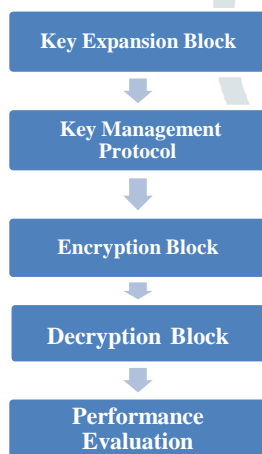 Key Expansion Block
Key Management
Protocol
Encryption Block
Decryption Block
Performance
Evaluation